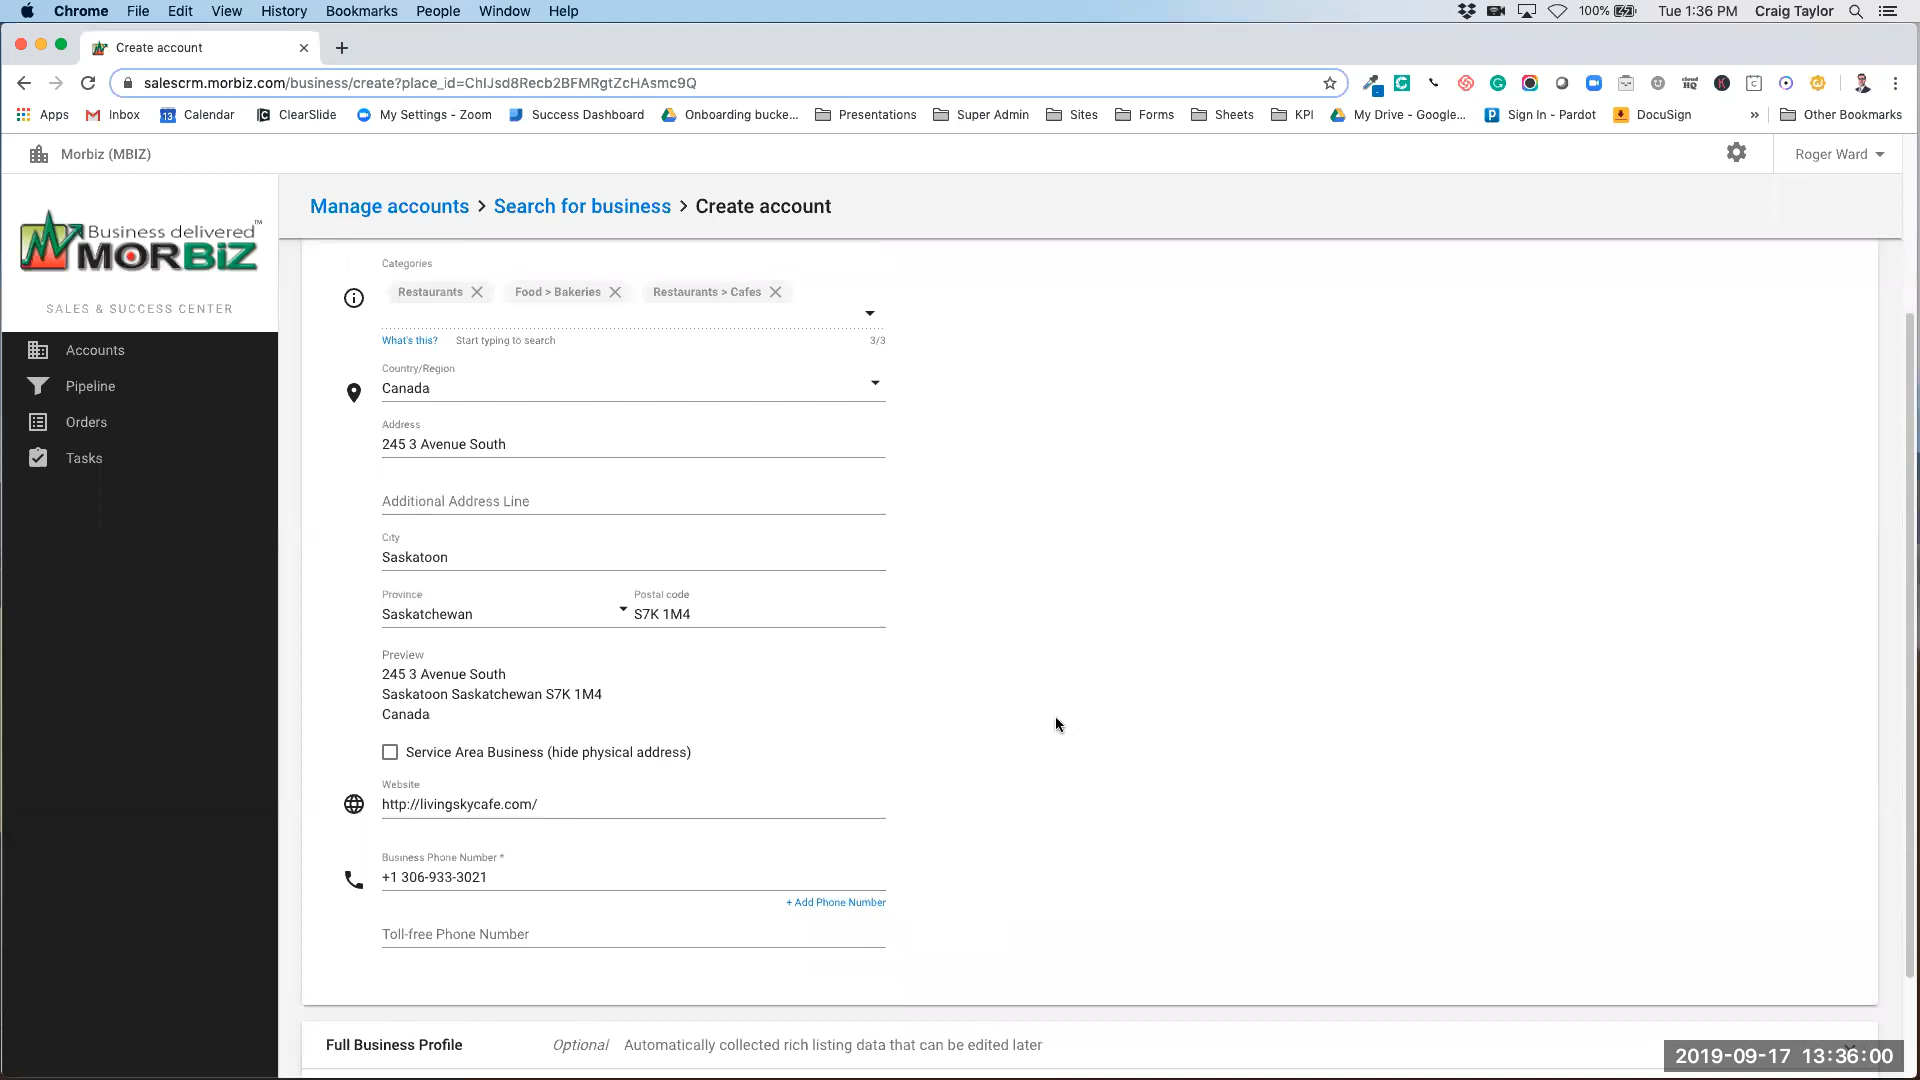 Chrome File Edit View History Bookmarks People Window Help 100% Tue 1:36 PM Craig Taylor
Create account
salescrm.morbiz.com/business/create?place_id=ChIJsd8Recb2BFMRgtZcHAsmc9Q
Apps Inbox 13 Calendar ClearSlide My Settings - Zoom Success Dashboard Onboarding bucke... Presentations Super Admin Sites Forms Sheets KPI My Drive - Google... Sign In - Pardot DocuSign » Other Bookmarks
Morbiz (MBIZ) Roger Ward
Manage accounts > Search for business > Create account
Business delivered™
MORBiZ
SALES & SUCCESS CENTER
Accounts
Pipeline
Orders
Tasks
Categories
Restaurants Food > Bakeries Restaurants > Cafes
What's this? Start typing to search 3/3
Country/Region
Canada
Address
245 3 Avenue South
Additional Address Line
City
Saskatoon
Province Postal code
Saskatchewan S7K 1M4
Preview
245 3 Avenue South
Saskatoon Saskatchewan S7K 1M4
Canada
Service Area Business (hide physical address)
Website
http://livingskycafe.com/
Business Phone Number *
+1 306-933-3021
+ Add Phone Number
Toll-free Phone Number
Full Business Profile Optional Automatically collected rich listing data that can be edited later
2019-09-17 13:36:00